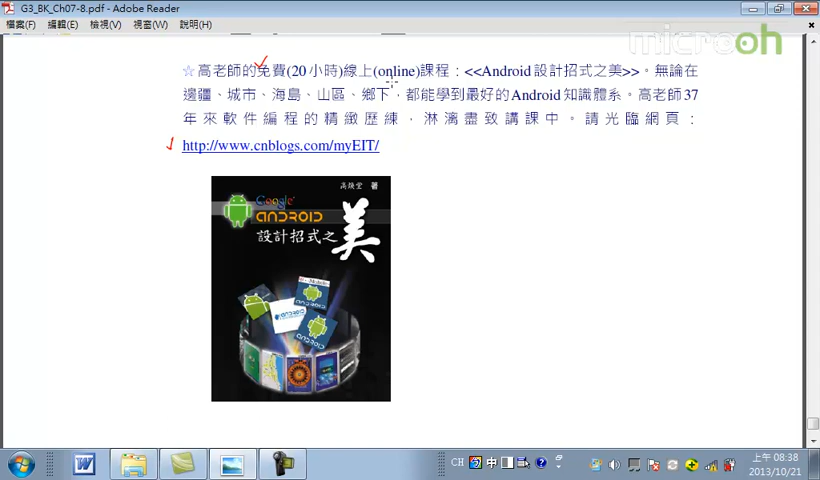 G3_BK_Ch07-8.pdf - Adobe Reader
檔案(F) 編輯(E) 檢視(V) 視窗(W) 說明(H)
microoh
☆高老師的免費(20小時)線上(online)課程：<<Android設計招式之美>>。無論在
邊疆、城市、海島、山區、鄉下，都能學到最好的Android知識體系。高老師37
年來軟件編程的精緻歷練，淋漓盡致講課中。請光臨網頁：
http://www.cnblogs.com/myEIT/
高煥堂 著
Google
ANDROID
設計招式之美
CH 中
上午 08:38
2013/10/21